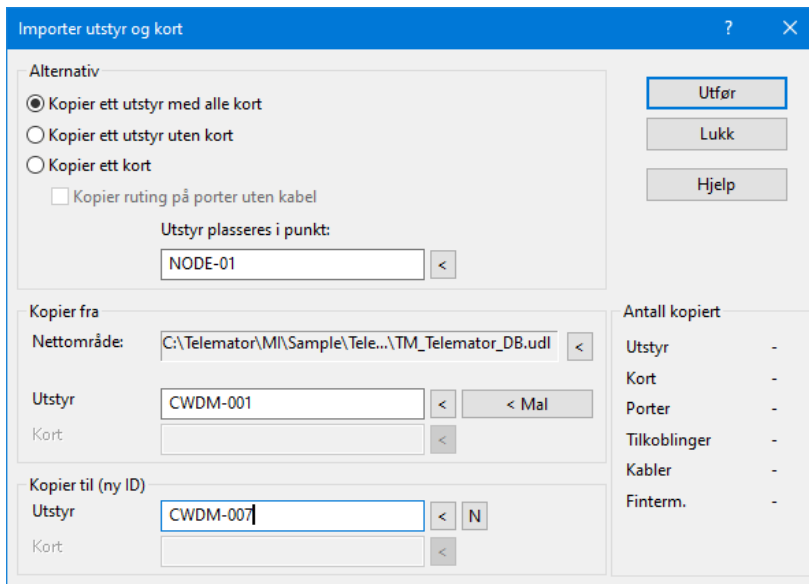 Importer utstyr og kort
?
Alternativ
Kopier ett utstyr med alle kort
Kopier ett utstyr uten kort
Kopier ett kort
Kopier ruting på porter uten kabel
Utstyr plasseres i punkt:
NODE-01 <
Utfør
Lukk
Hjelp
Kopier fra
Nettområde: C:\Telemator\MI\Sample\Tele...\TM_Telemator_DB.udl <
Utstyr CWDM-001 < < Mal
Kort <
Kopier til (ny ID)
Utstyr CWDM-007 < N
Kort <
Antall kopiert
Utstyr -
Kort -
Porter -
Tilkoblinger -
Kabler -
Finterm. -